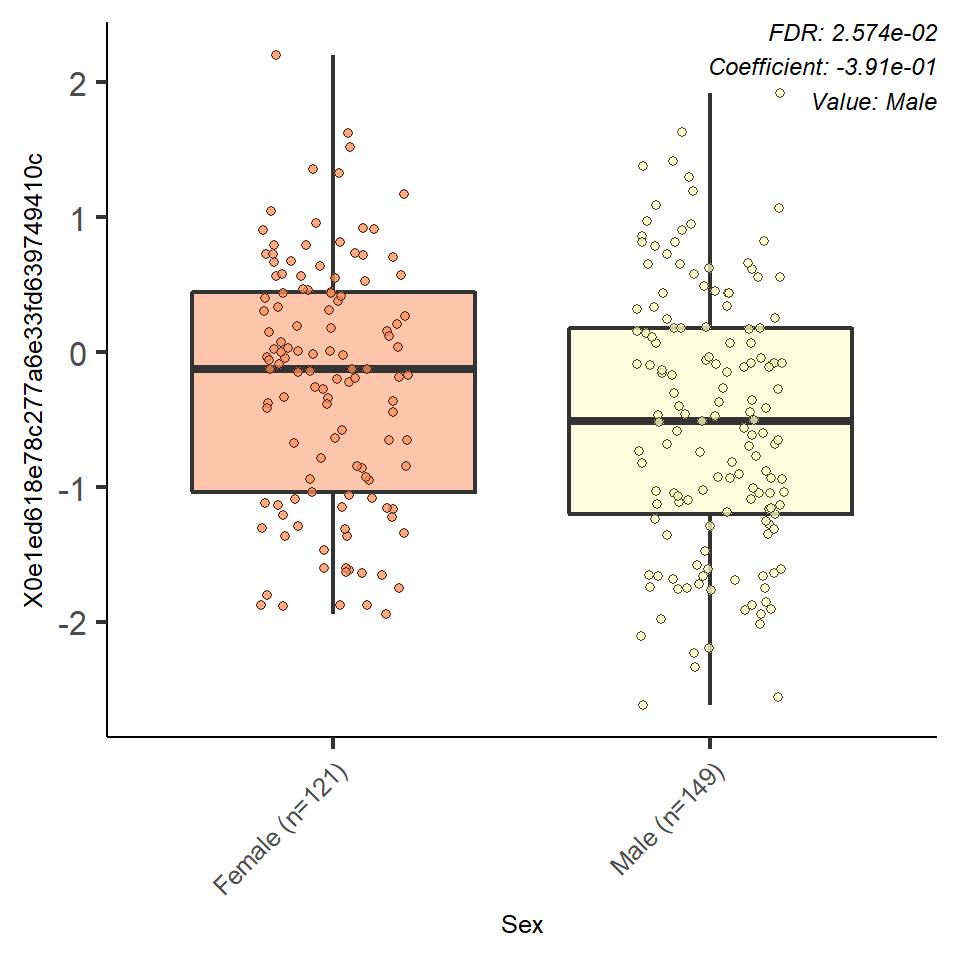 FDR: 2.574e-02
Coefficient: -3.91e-01
Value: Male
X0e1ed618e78c277a6e33fd639749410c
2
1
0
-1
-2
Female (n=121)
Male (n=149)
Sex